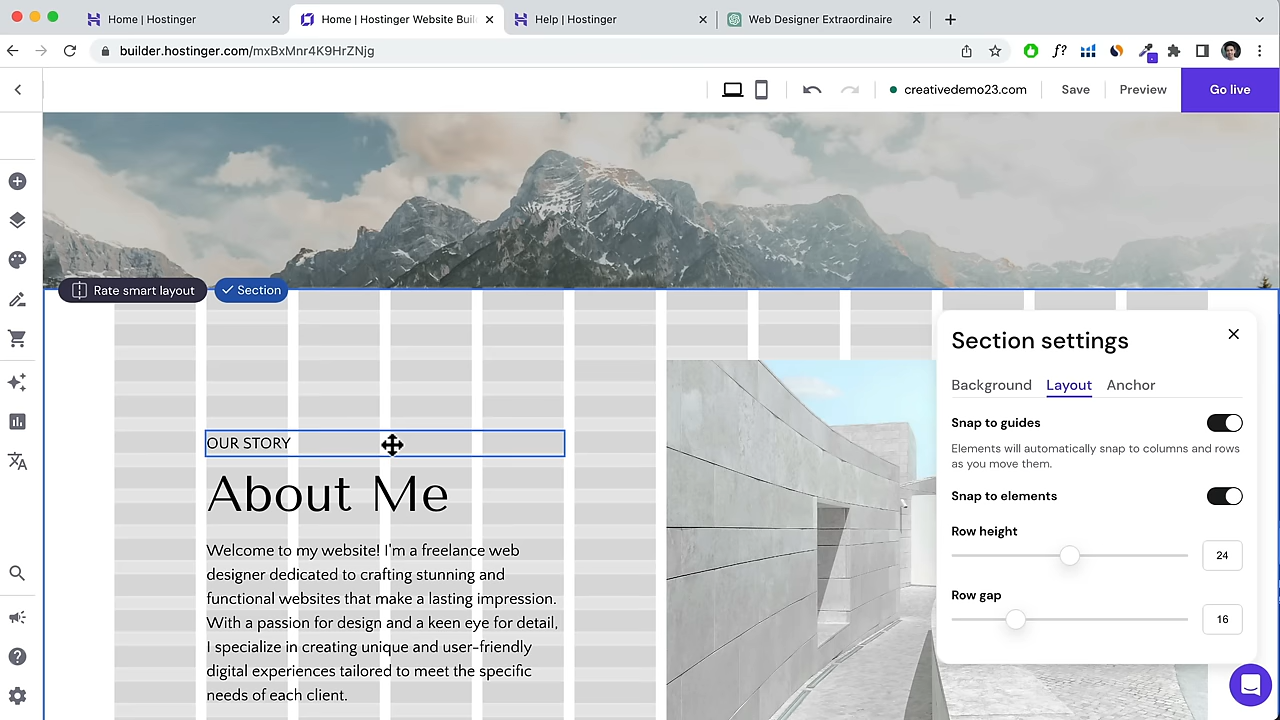 Home | Hostinger
Home | Hostinger Website Buil
Help | Hostinger
Web Designer Extraordinaire
builder.hostinger.com/mxBxMnr4K9HrZNjg
f?
creativedemo23.com
Save
Preview
Go live
Rate smart layout
Section
OUR STORY
About Me
Welcome to my website! I'm a freelance web
designer dedicated to crafting stunning and
functional websites that make a lasting impression.
With a passion for design and a keen eye for detail,
I specialize in creating unique and user-friendly
digital experiences tailored to meet the specific
needs of each client.
Section settings
Background
Layout
Anchor
Snap to guides
Elements will automatically snap to columns and rows
as you move them.
Snap to elements
Row height
24
Row gap
16